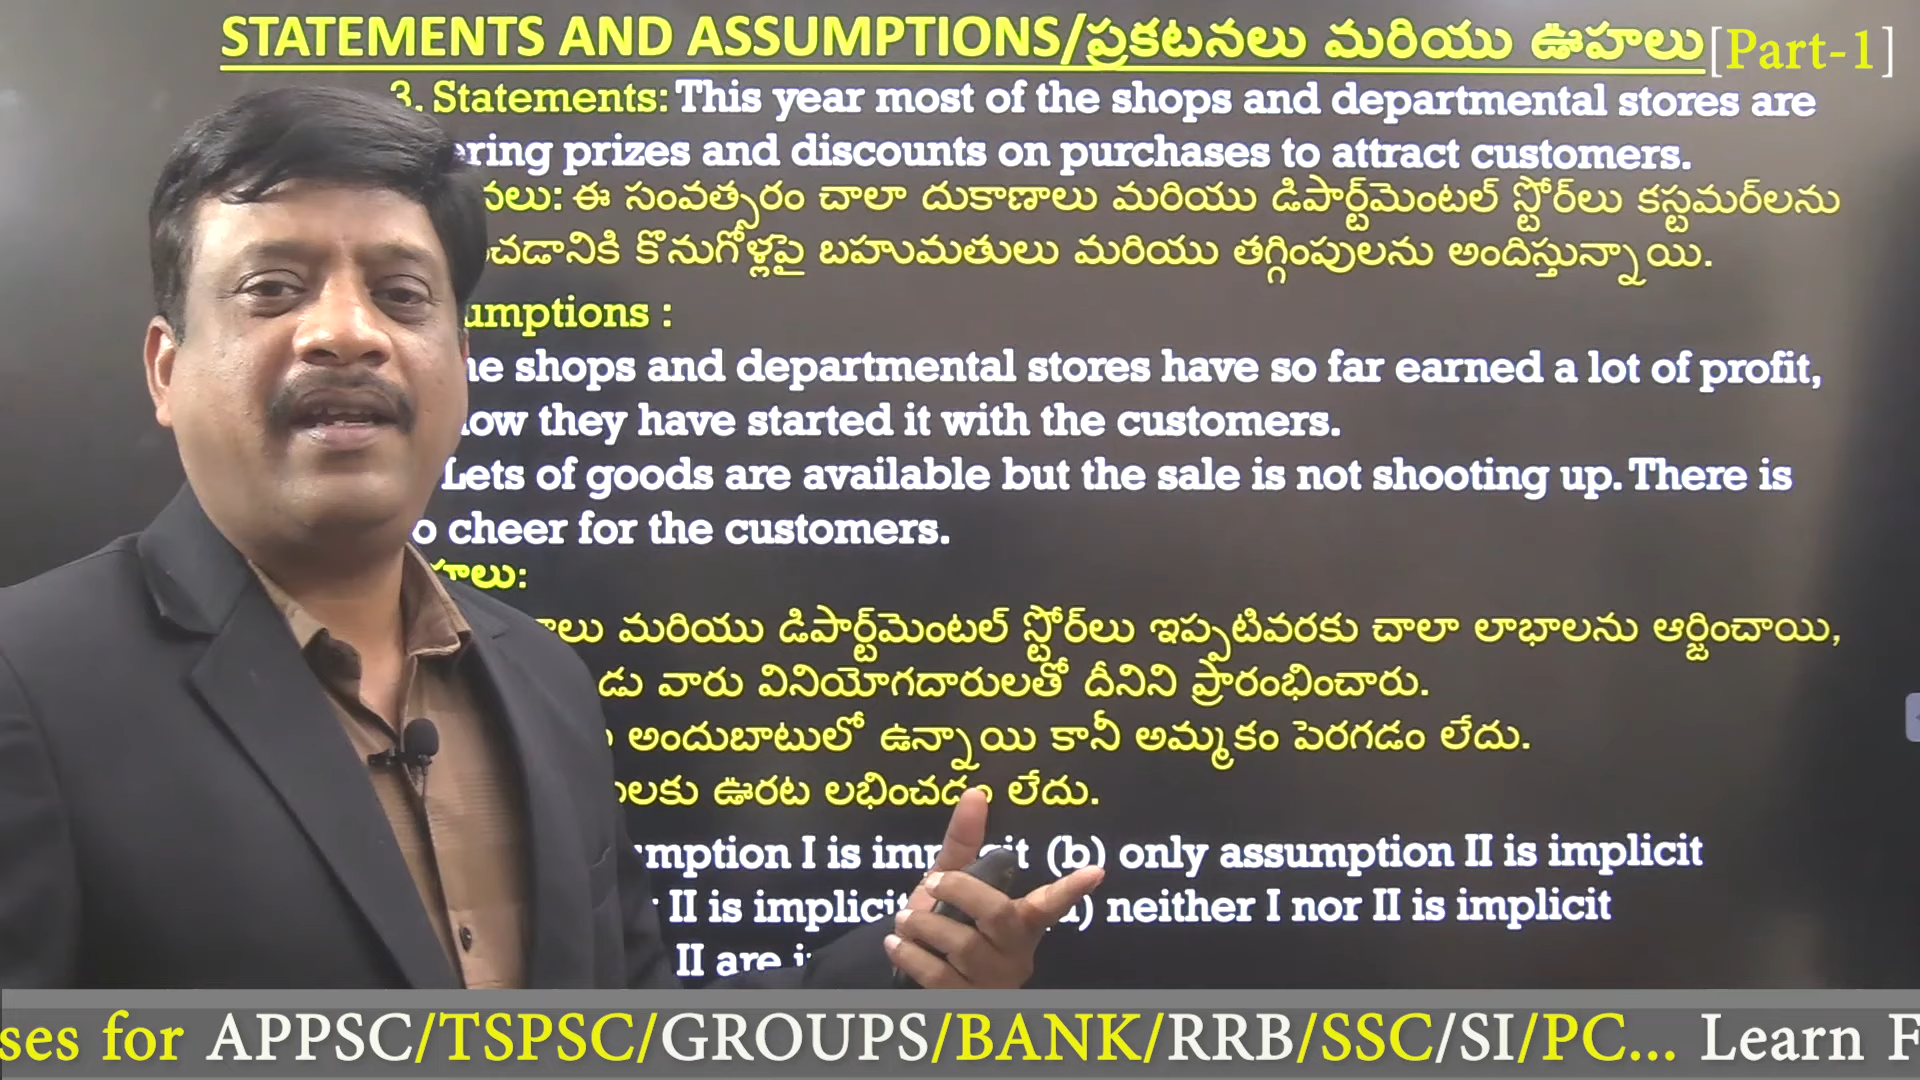 STATEMENTS AND ASSUMPTIONS/ప్రకటనలు మరియు ఊహలు[Part-1]
3. Statements: This year most of the shops and departmental stores are
ering prizes and discounts on purchases to attract customers.
నలు: ఈ సంవత్సరం చాలా దుకాణాలు మరియు డిపార్ట్‌మెంటల్ స్టోర్‌లు కస్టమర్‌లను
చడానికి కొనుగోళ్లపై బహుమతులు మరియు తగ్గింపులను అందిస్తున్నాయి.
umptions :
he shops and departmental stores have so far earned a lot of profit,
now they have started it with the customers.
Lets of goods are available but the sale is not shooting up. There is
o cheer for the customers.
హలు:
ాలు మరియు డిపార్ట్‌మెంటల్ స్టోర్‌లు ఇప్పటివరకు చాలా లాభాలను ఆర్జించాయి,
డు వారు వినియోగదారులతో దీనిని ప్రారంభించారు.
అందుబాటులో ఉన్నాయి కానీ అమ్మకం పెరగడం లేదు.
లకు ఊరట లభించడం లేదు.
mption I is implicit (b) only assumption II is implicit
II is implicit (d) neither I nor II is implicit
II are i
ses for APPSC/TSPSC/GROUPS/BANK/RRB/SSC/SI/PC... Learn F